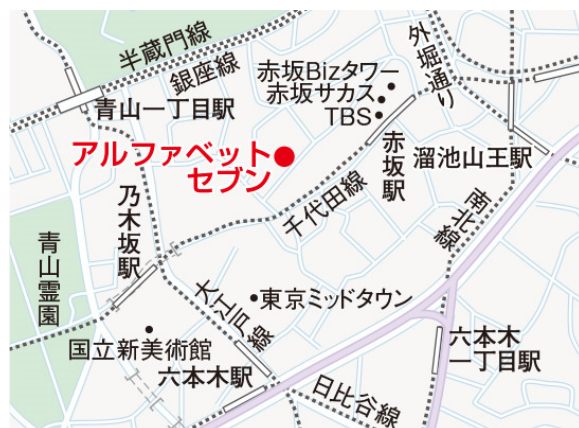 半蔵門線
銀座線
外堀通り
赤坂Bizタワー
赤坂サカス
TBS
青山一丁目駅
アルファベット
セブン
赤坂駅
溜池山王駅
乃木坂駅
千代田線
南北線
青山霊園
大江戸線
東京ミッドタウン
国立新美術館
六本木駅
六本木
一丁目駅
日比谷線